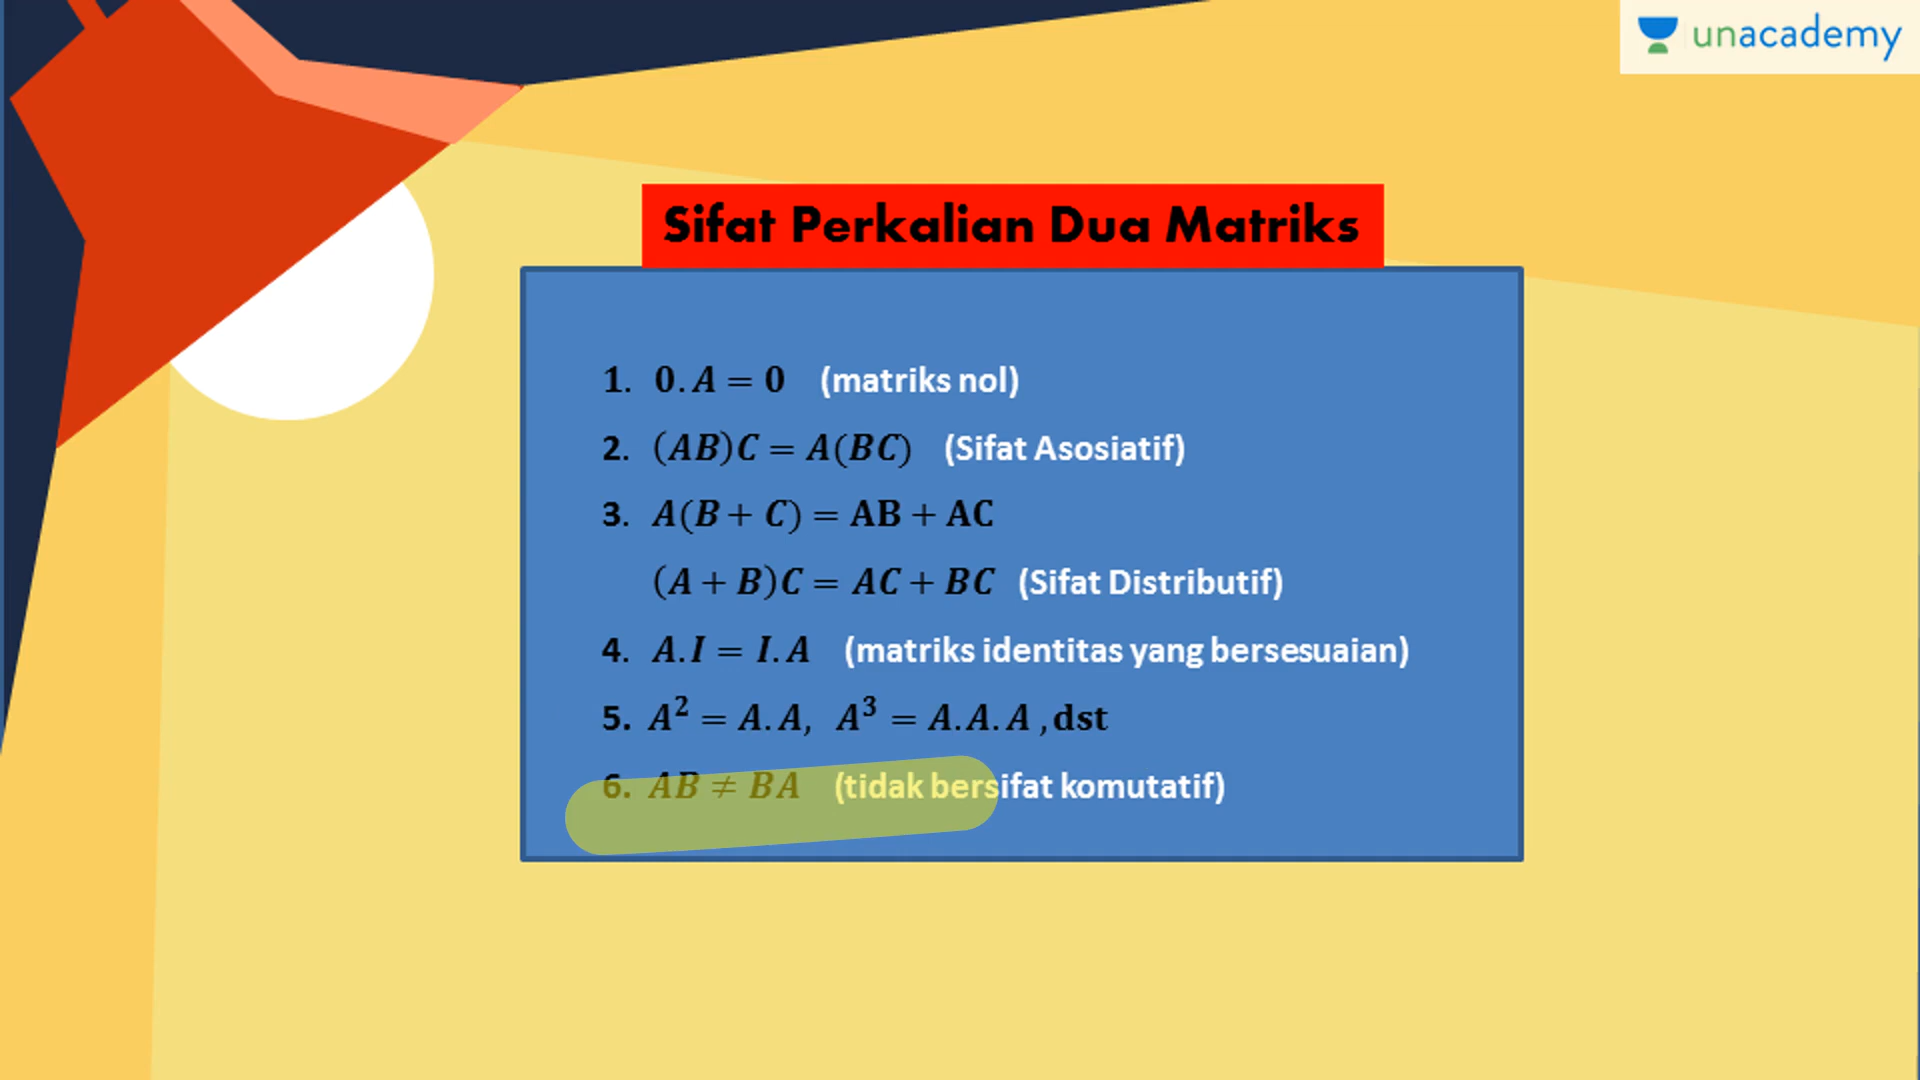 unacademy
Sifat Perkalian Dua Matriks
1. 0.A = 0 (matriks nol)
2. (AB)C = A(BC) (Sifat Asosiatif)
3. A(B + C) = AB + AC
(A + B)C = AC + BC (Sifat Distributif)
4. A.I = I.A (matriks identitas yang bersesuaian)
5. A² = A.A, A³ = A.A.A ,dst
6. AB ≠ BA (tidak bersifat komutatif)